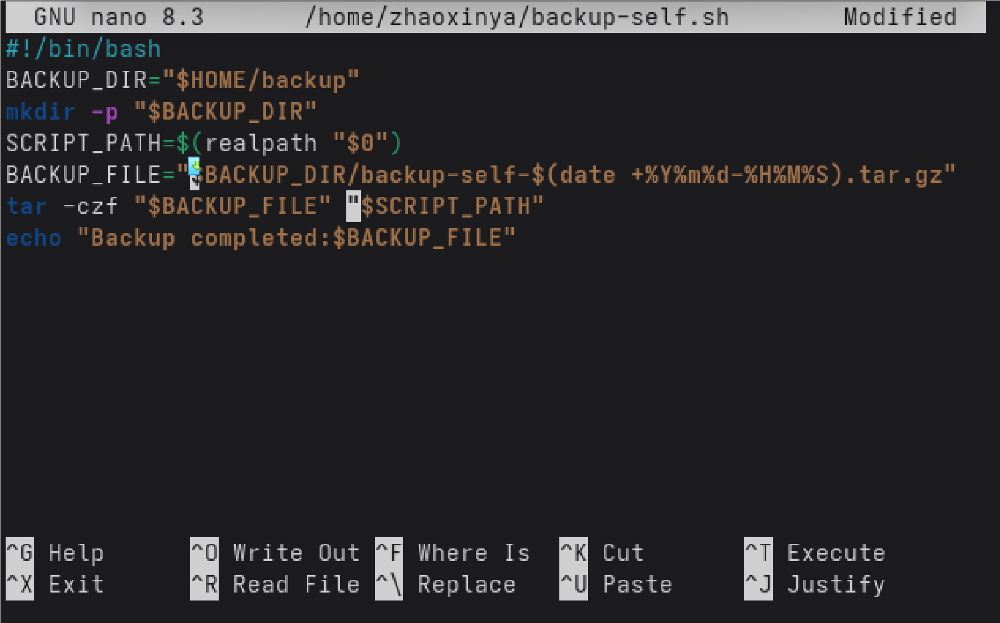 GNU nano 8.3 /home/zhaoxinya/backup-self.sh Modified
#!/bin/bash
BACKUP_DIR="$HOME/backup"
mkdir -p "$BACKUP_DIR"
SCRIPT_PATH=$(realpath "$0")
BACKUP_FILE="$BACKUP_DIR/backup-self-$(date +%Y%m%d-%H%M%S).tar.gz"
tar -czf "$BACKUP_FILE" "$SCRIPT_PATH"
echo "Backup completed:$BACKUP_FILE"
^G Help ^O Write Out ^F Where Is ^K Cut ^T Execute
^X Exit ^R Read File ^\ Replace ^U Paste ^J Justify